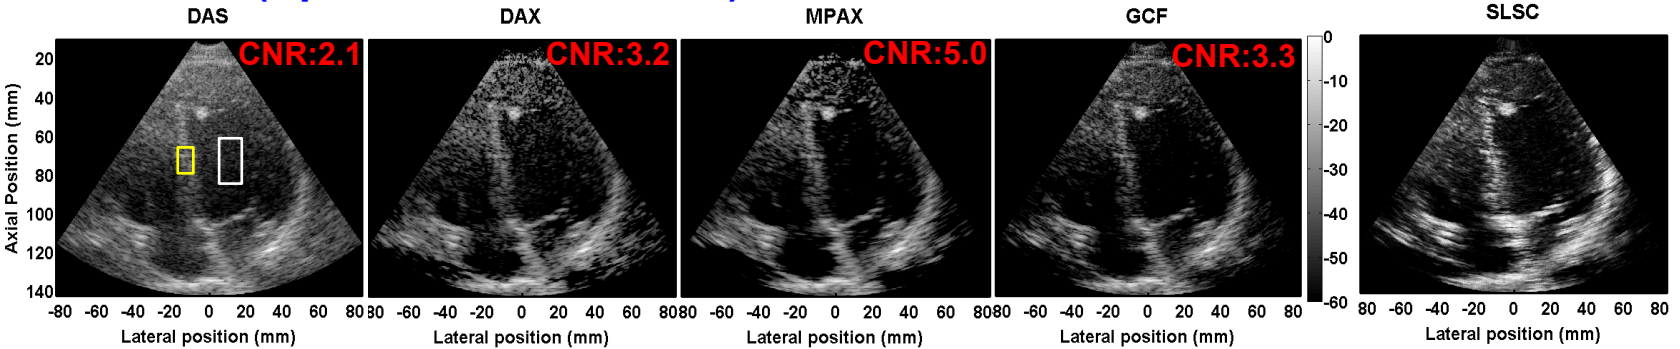 DAS
DAX
MPAX
GCF
SLSC
CNR:2.1
CNR:3.2
CNR:5.0
CNR:3.3
Axial Position (mm)
20
40
60
80
100
120
140
-80 -60 -40 -20 0 20 40 60 80
-80 -60 -40 -20 0 20 40 60 80
-80 -60 -40 -20 0 20 40 60 80
-80 -60 -40 -20 0 20 40 60 80
-80 -60 -40 -20 0 20 40 60 80
Lateral position (mm)
Lateral position (mm)
Lateral position (mm)
Lateral position (mm)
Lateral position (mm)
0
-10
-20
-30
-40
-50
-60